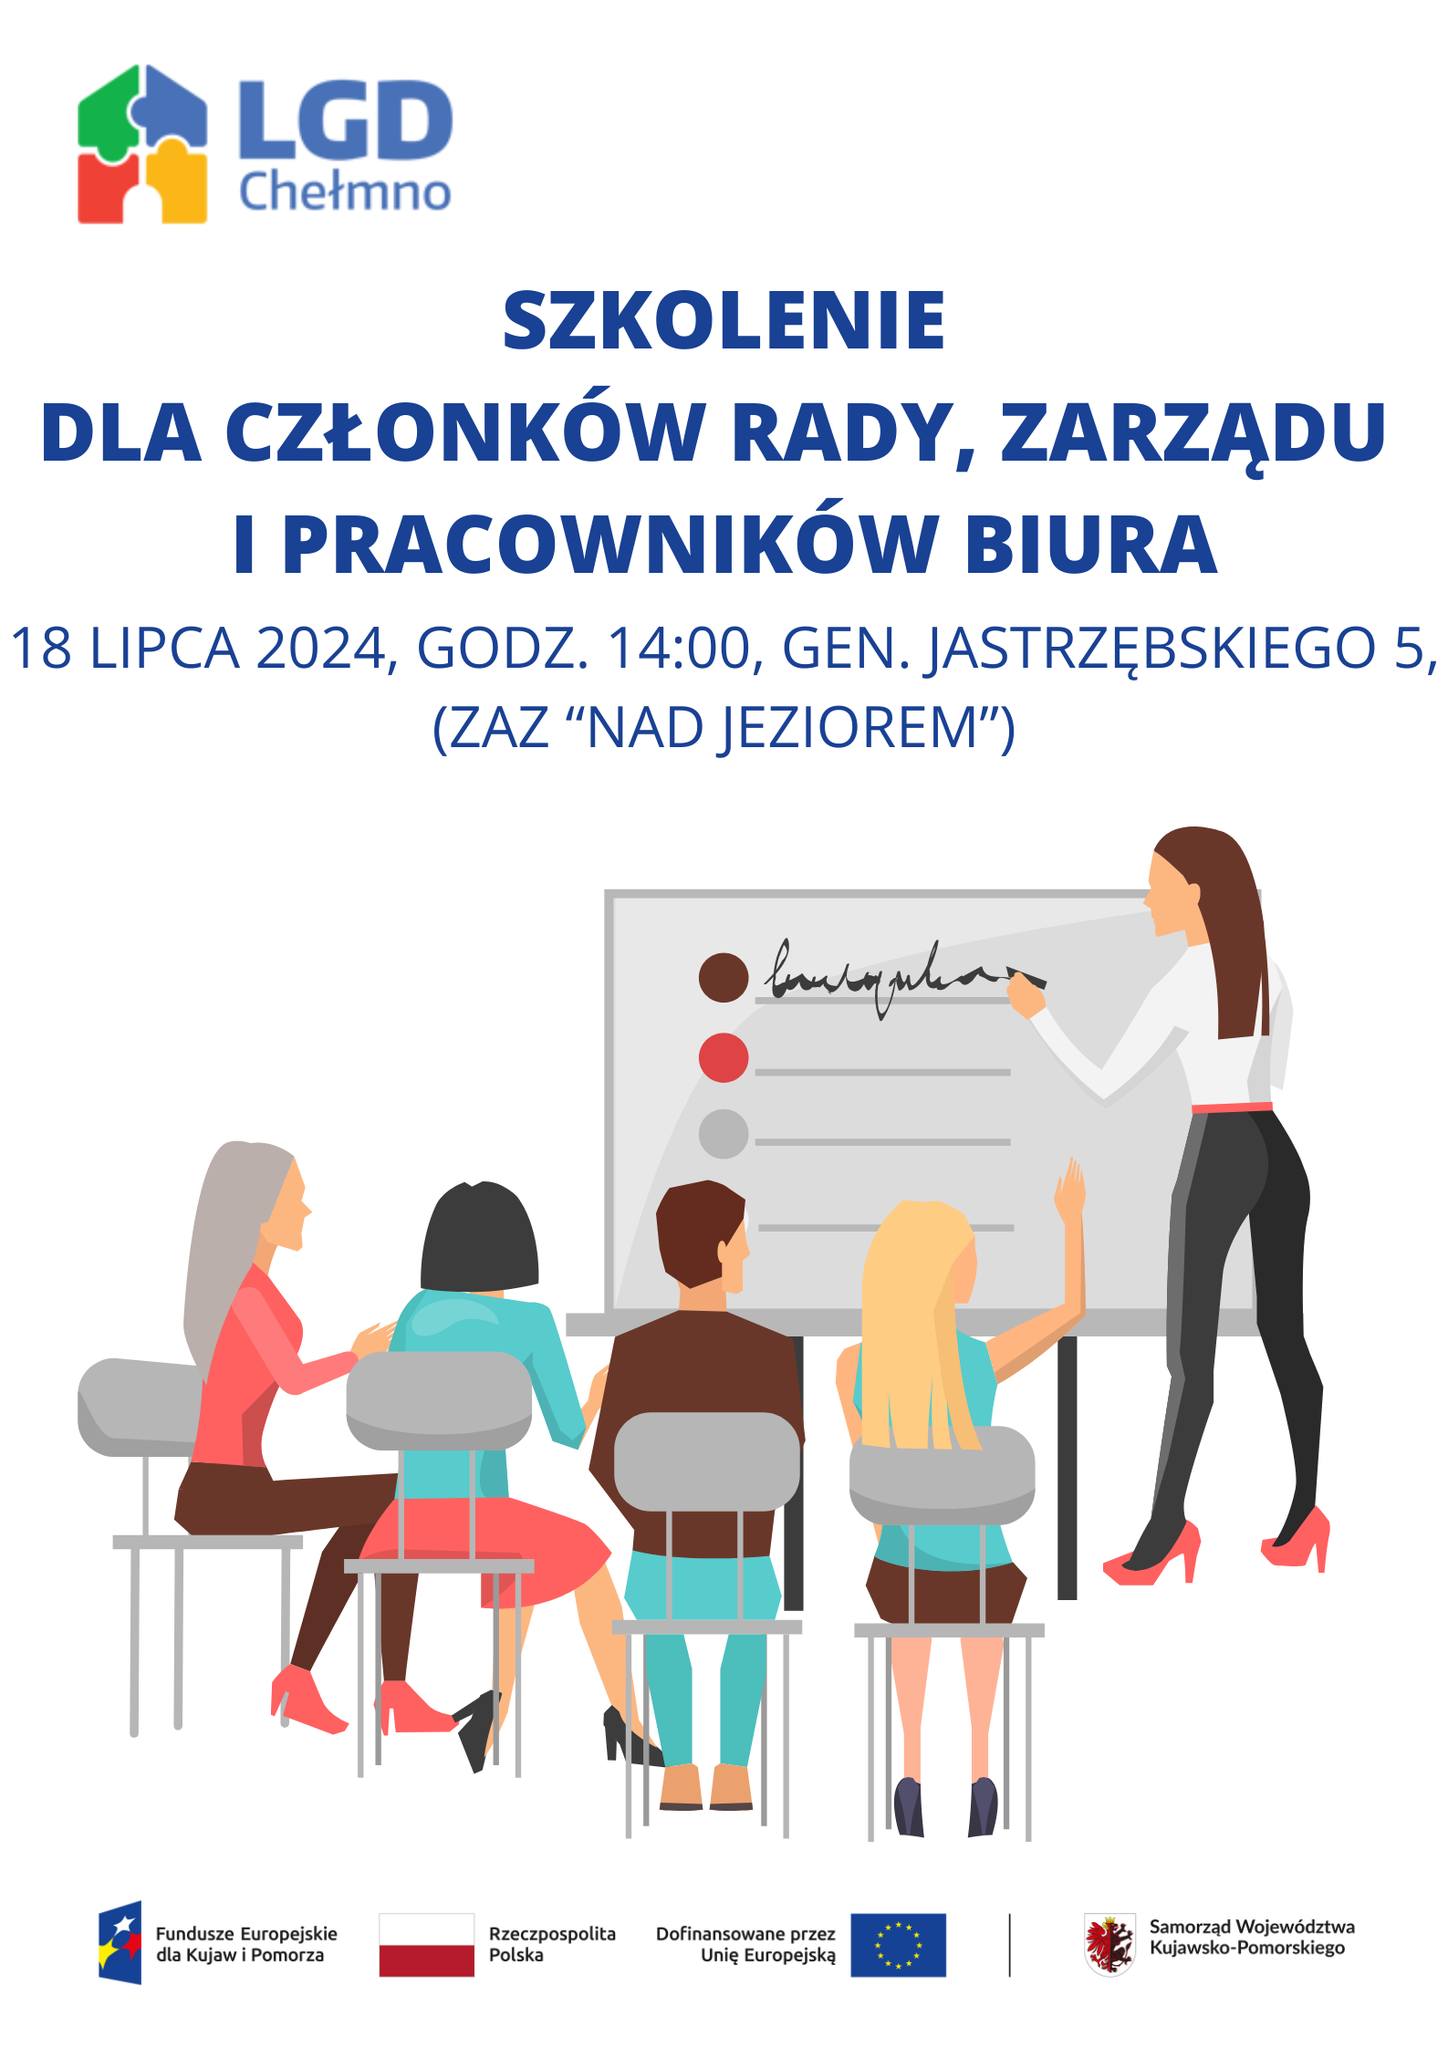 LGD
Chełmno
SZKOLENIE
DLA CZŁONKÓW RADY, ZARZĄDU
I PRACOWNIKÓW BIURA
18 LIPCA 2024, GODZ. 14:00, GEN. JASTRZĘBSKIEGO 5,
(ZAZ “NAD JEZIOREM”)
Fundusze Europejskie
dla Kujaw i Pomorza
Rzeczpospolita
Polska
Dofinansowane przez
Unię Europejską
Samorząd Województwa
Kujawsko-Pomorskiego